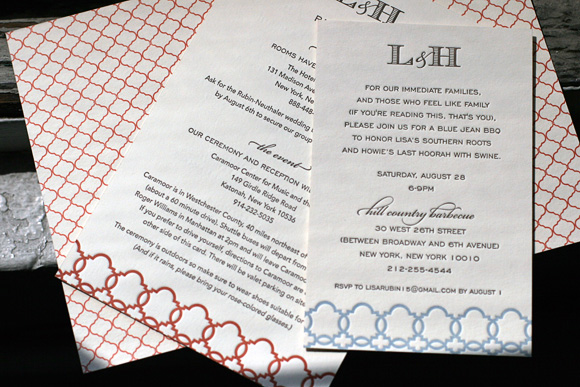 L&H
R
ROOMS HAVE
The Hote
131 Madison Aven
New York, New
888-448
Ask for the Rubin-Neuthaler wedding
by August 6th to secure our group
the event
OUR CEREMONY AND RECEPTION WI
Caramoor Center for Music and the
149 Girdle Ridge Road
Katonah, New York 10536
914-232-5035
Caramoor is in Westchester County, 40 miles northeast of
(about a 60 minute drive). Shuttle buses will depart from
Roger Williams in Manhattan at 2pm and will leave Caramoor
If you prefer to drive yourself, directions to Caramoor are
other side of this card. There will be valet parking on site
The ceremony is outdoors so make sure to wear shoes suitable for
(And if it rains, please bring your rose-colored glasses.)
L&H
FOR OUR IMMEDIATE FAMILIES,
AND THOSE WHO FEEL LIKE FAMILY
(IF YOU'RE READING THIS, THAT'S YOU),
PLEASE JOIN US FOR A BLUE JEAN BBQ
TO HONOR LISA'S SOUTHERN ROOTS
AND HOWIE'S LAST HOORAH WITH SWINE.
SATURDAY, AUGUST 28
6-9PM
hill country barbecue
30 WEST 26TH STREET
(BETWEEN BROADWAY AND 6TH AVENUE)
NEW YORK, NEW YORK 10010
212-255-4544
RSVP TO LISARUBIN15@GMAIL.COM BY AUGUST 1